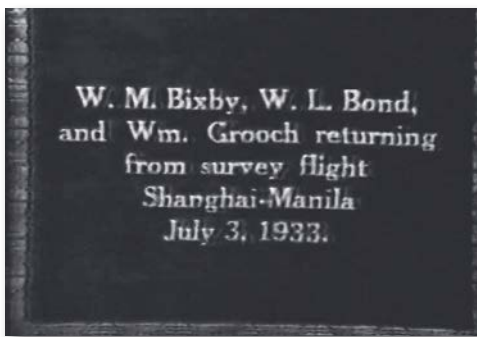 W. M. Bixby, W. L. Bond,
and Wm. Grooch returning
from survey flight
Shanghai-Manila
July 3, 1933.